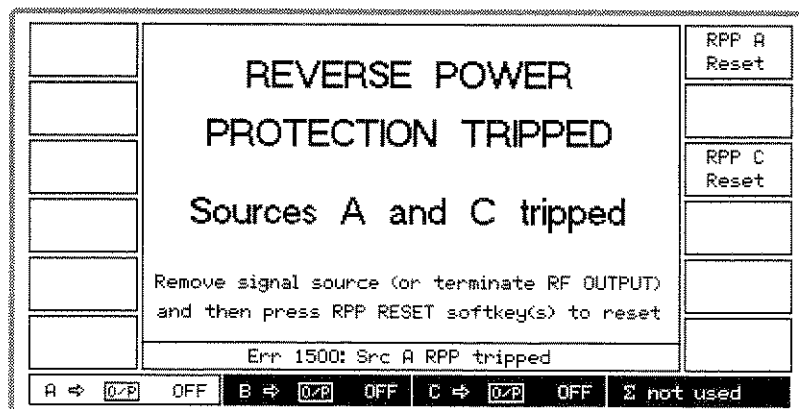 RPP A
Reset
REVERSE POWER
PROTECTION TRIPPED
RPP C
Reset
Sources A and C tripped
Remove signal source (or terminate RF OUTPUT)
and then press RPP RESET softkey(s) to reset
Err 1500: Src A RPP tripped
A ⇨ O/P OFF B ⇨ O/P OFF C ⇨ O/P OFF Σ not used